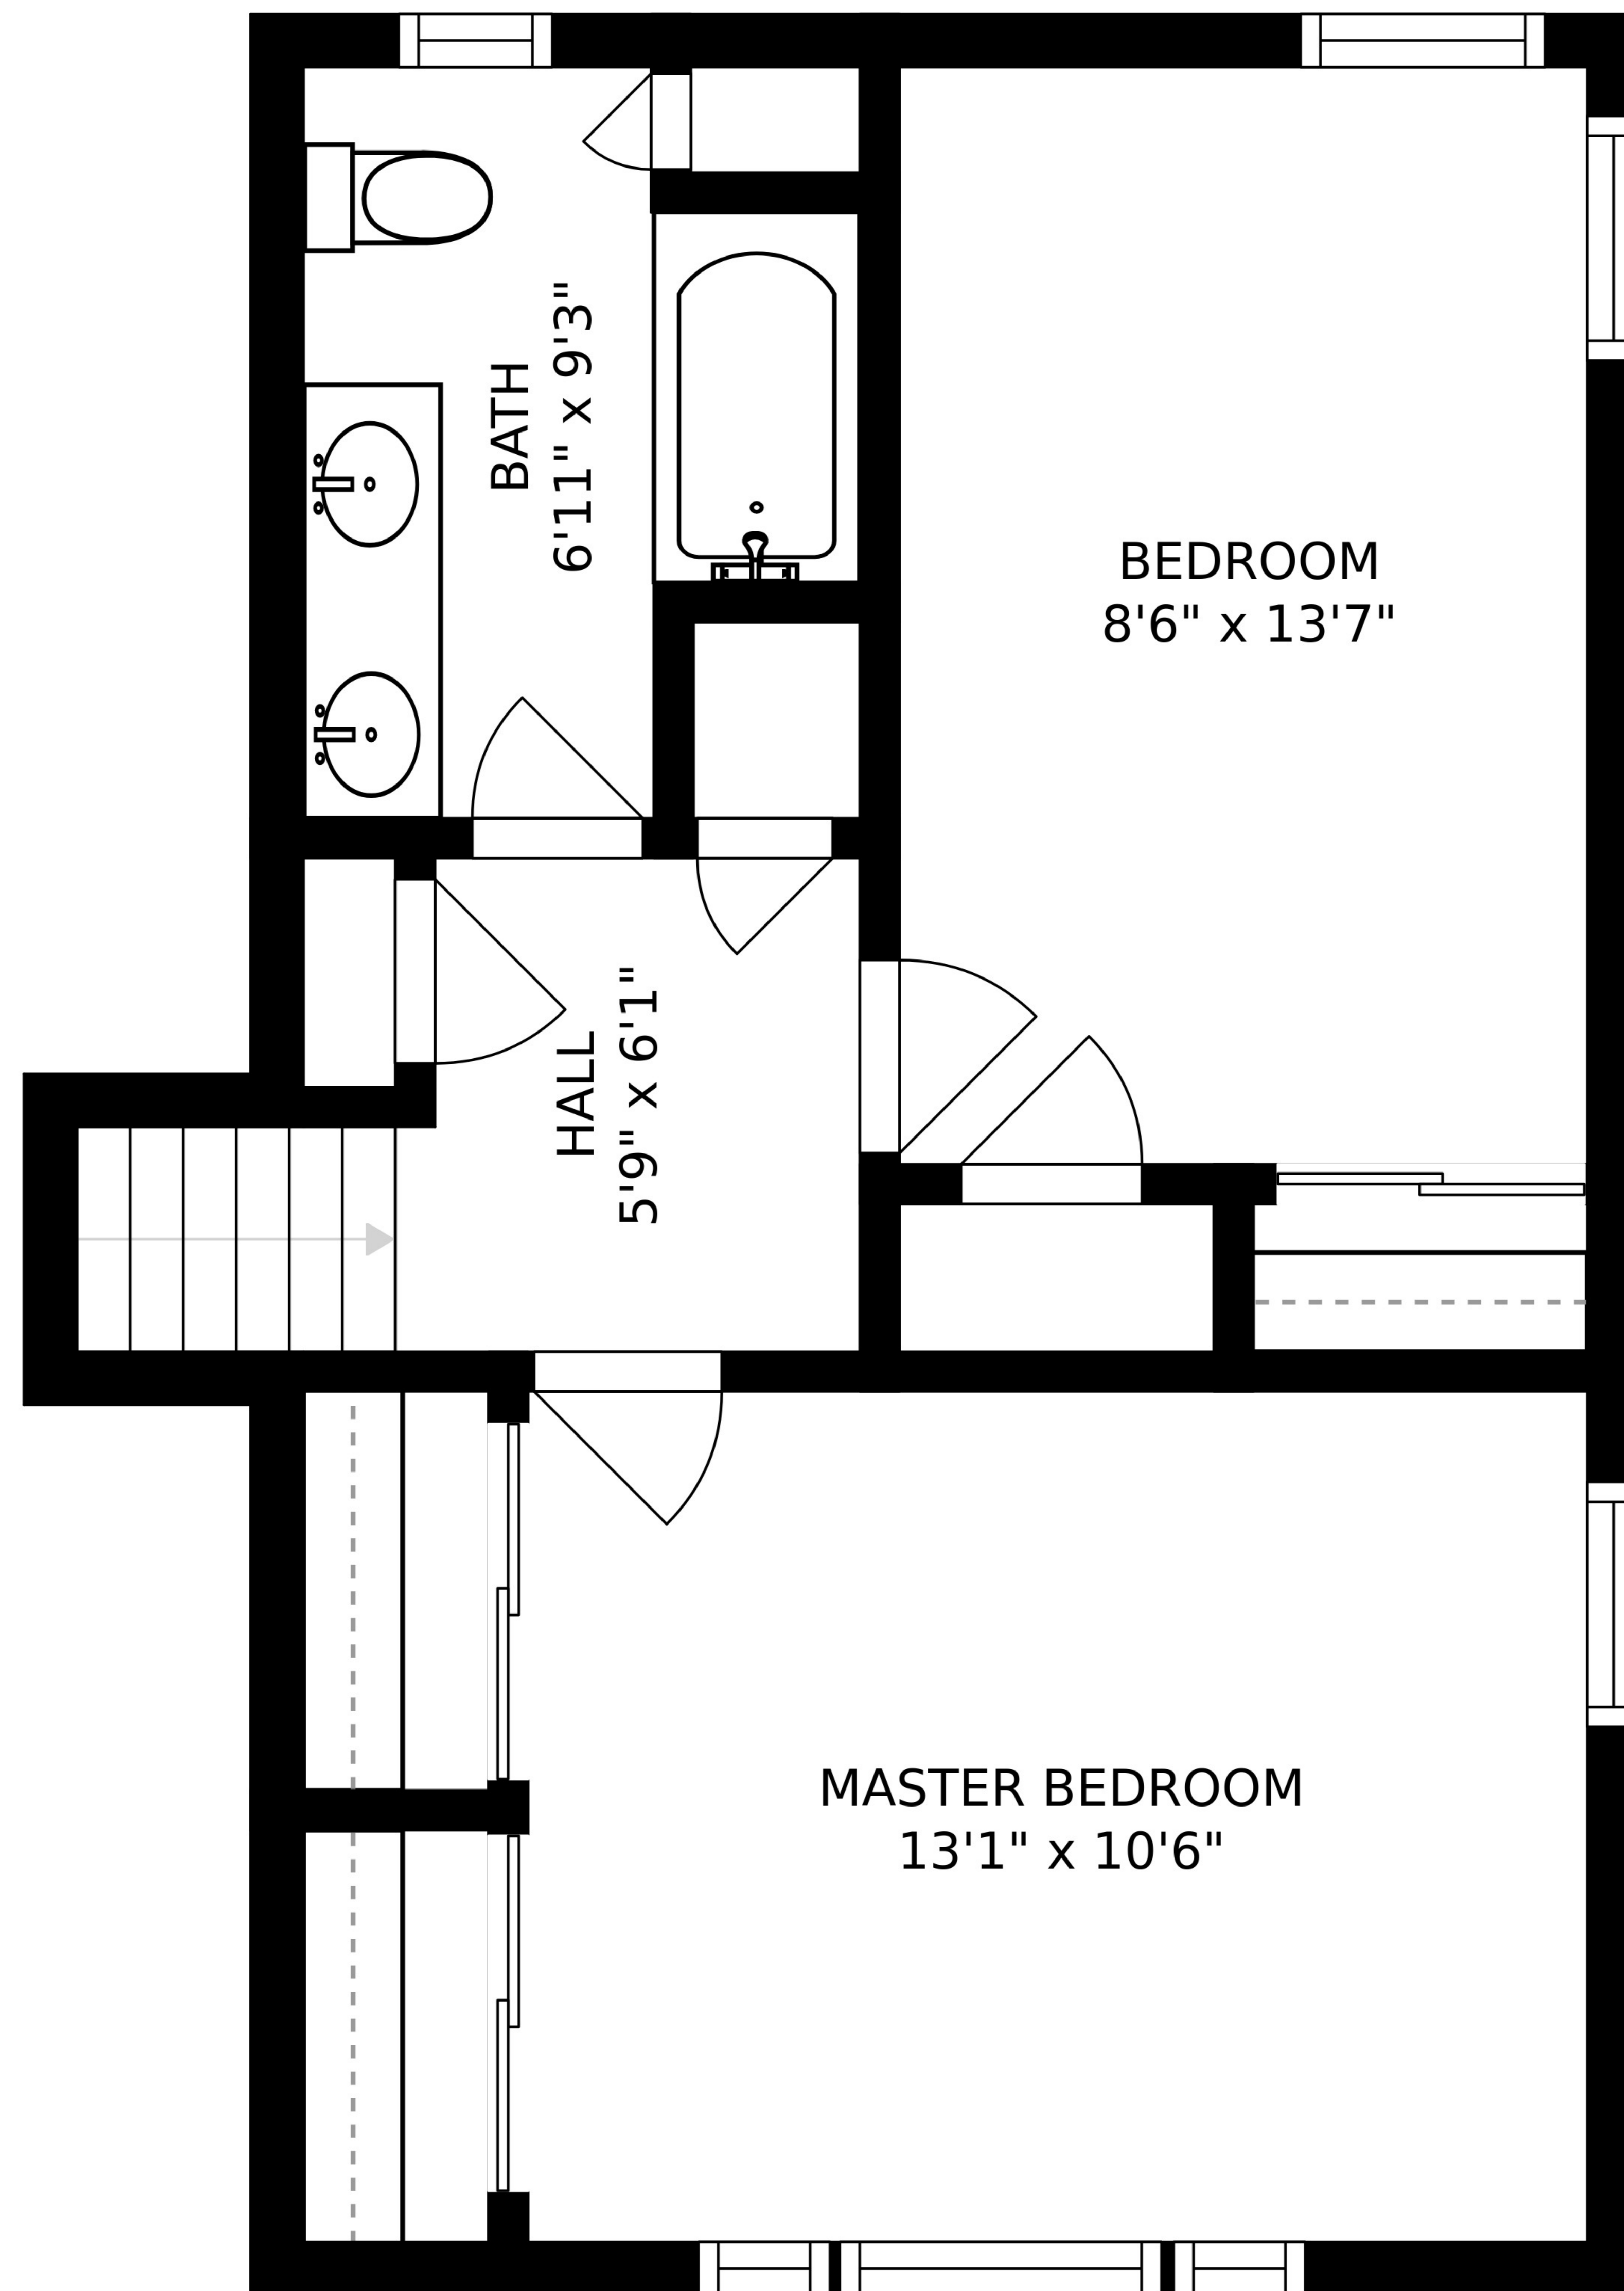 BATH
6'11" x 9'3"
BEDROOM
8'6" x 13'7"
HALL
5'9" x 6'1"
MASTER BEDROOM
13'1" x 10'6"